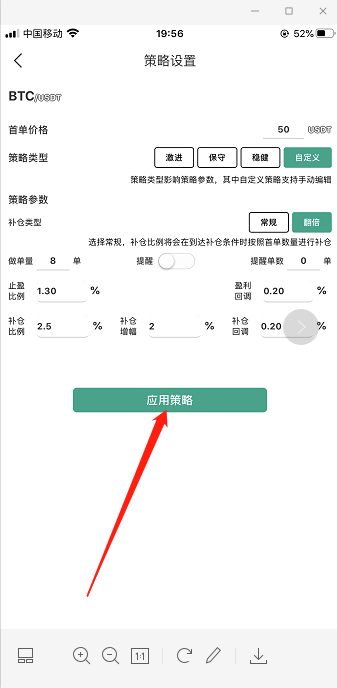 中国移动 19:56 52%
策略设置
BTC/USDT
首单价格 50 USDT
策略类型 激进 保守 稳健 自定义
策略类型影响策略参数，其中自定义策略支持手动编辑
策略参数
补仓类型 常规 翻倍
选择常规，补仓比例将会在到达补仓条件时按照首单数量进行补仓
做单量 8 单 提醒 提醒单数 0 单
止盈比例 1.30 % 盈利回调 0.20 %
补仓比例 2.5 % 补仓增幅 2 % 补仓回调 0.20 %
应用策略
1:1